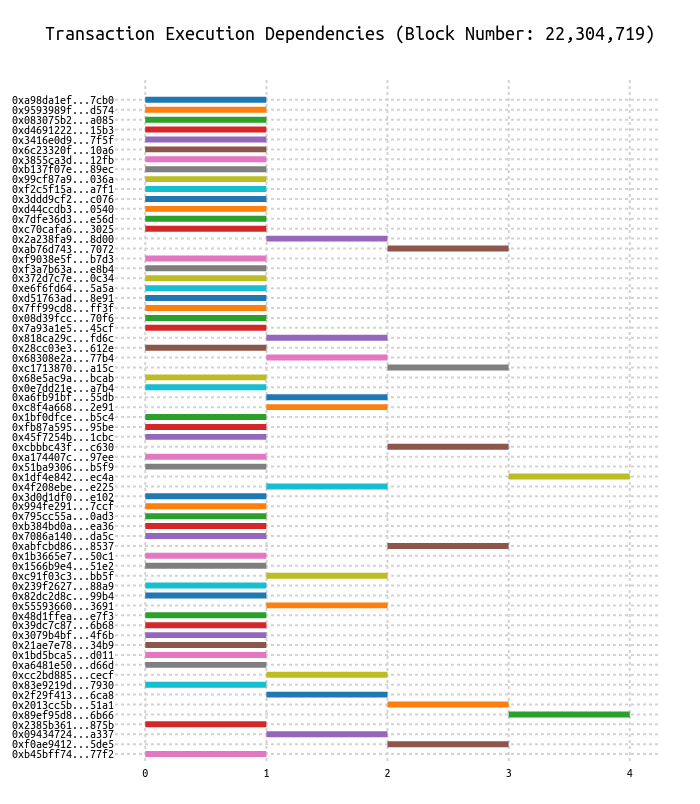 Transaction Execution Dependencies (Block Number: 22,304,719)
0xa98da1ef...7cb0
0x9593989f...d574
0x083075b2...a085
0xd4691222...15b3
0x3416e0d9...7f5f
0x6c23320f...10a6
0x3855ca3d...12fb
0xb137f07e...89ec
0x99cf87a9...036a
0xf2c5f15a...a7f1
0x3ddd9cf2...c076
0xd44ccdb3...0540
0x7dfe36d3...e56d
0xc70cafa6...3025
0x2a238fa9...8d00
0xab76d743...7072
0xf9038e5f...b7d3
0xf3a7b63a...e8b4
0x372d7c7e...0c34
0xe6f6fd64...5a5a
0xd51763ad...8e91
0x7ff99cd8...ff3f
0x08d39fcc...70f6
0x7a93a1e5...45cf
0x818ca29c...fd6c
0x28cc03e3...612e
0x68308e2a...77b4
0xc1713870...a15c
0x68e5ac9a...bcab
0x0e7dd21e...a7b4
0xa6fb91bf...55db
0xc8f4a668...2e91
0x1bf0dfce...b5c4
0xfb87a595...95be
0x45f7254b...1cbc
0xcbbbc43f...c630
0xa174407c...97ee
0x51ba9306...b5f9
0x1df4e842...ec4a
0x4f208ebe...e225
0x3d0d1df0...e102
0x994fe291...7ccf
0x795cc55a...0ad3
0xb384bd0a...ea36
0x7086a140...da5c
0xabfcbd86...8537
0x1b3665e7...50c1
0x1566b9e4...51e2
0xc91f03c3...bb5f
0x239f2627...88a9
0x82dc2d8c...99b4
0x55593660...3691
0x48d1ffea...e7f3
0x39dc7c87...6b68
0x3079b4bf...4f6b
0x21ae7e78...34b9
0x1bd5bca5...d011
0xa6481e50...d66d
0xcc2bd885...cecf
0x83e9219d...7930
0x2f29f413...6ca8
0x2013cc5b...51a1
0x89ef95d8...6b66
0x2385b361...875b
0x09434724...a337
0xf0ae9412...5de5
0xb45bff74...77f2
0 1 2 3 4